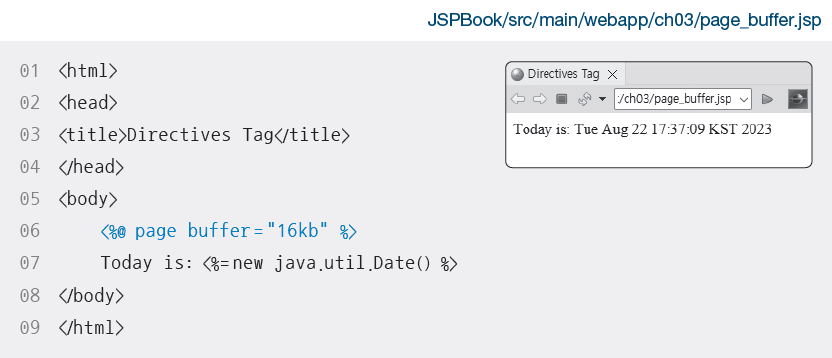 JSPBook/src/main/webapp/ch03/page_buffer.jsp
01 <html>
02 <head>
03 <title>Directives Tag</title>
04 </head>
05 <body>
06 <%@ page buffer="16kb" %>
07 Today is: <%=new java.util.Date() %>
08 </body>
09 </html>
Directives Tag
:/ch03/page_buffer.jsp
Today is: Tue Aug 22 17:37:09 KST 2023